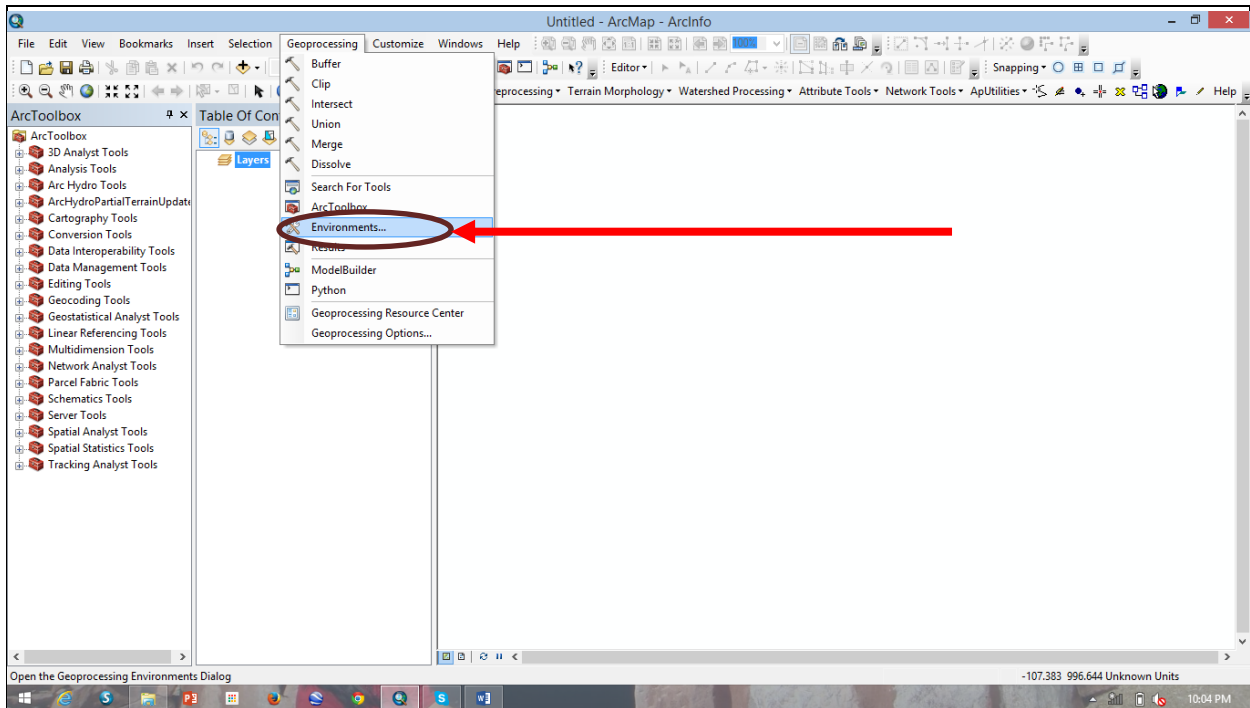 Untitled - ArcMap - ArcInfo
File Edit View Bookmarks Insert Selection Geoprocessing Customize Windows Help 100%
Editor Snapping
eprocessing Terrain Morphology Watershed Processing Attribute Tools Network Tools ApUtilities Help
ArcToolbox
ArcToolbox
3D Analyst Tools
Analysis Tools
Arc Hydro Tools
ArcHydroPartialTerrainUpdate
Cartography Tools
Conversion Tools
Data Interoperability Tools
Data Management Tools
Editing Tools
Geocoding Tools
Geostatistical Analyst Tools
Linear Referencing Tools
Multidimension Tools
Network Analyst Tools
Parcel Fabric Tools
Schematics Tools
Server Tools
Spatial Analyst Tools
Spatial Statistics Tools
Tracking Analyst Tools
Table Of Con
Layers
Buffer
Clip
Intersect
Union
Merge
Dissolve
Search For Tools
ArcToolbox
Environments...
Results
ModelBuilder
Python
Geoprocessing Resource Center
Geoprocessing Options...
Open the Geoprocessing Environments Dialog
-107.383 996.644 Unknown Units
10:04 PM